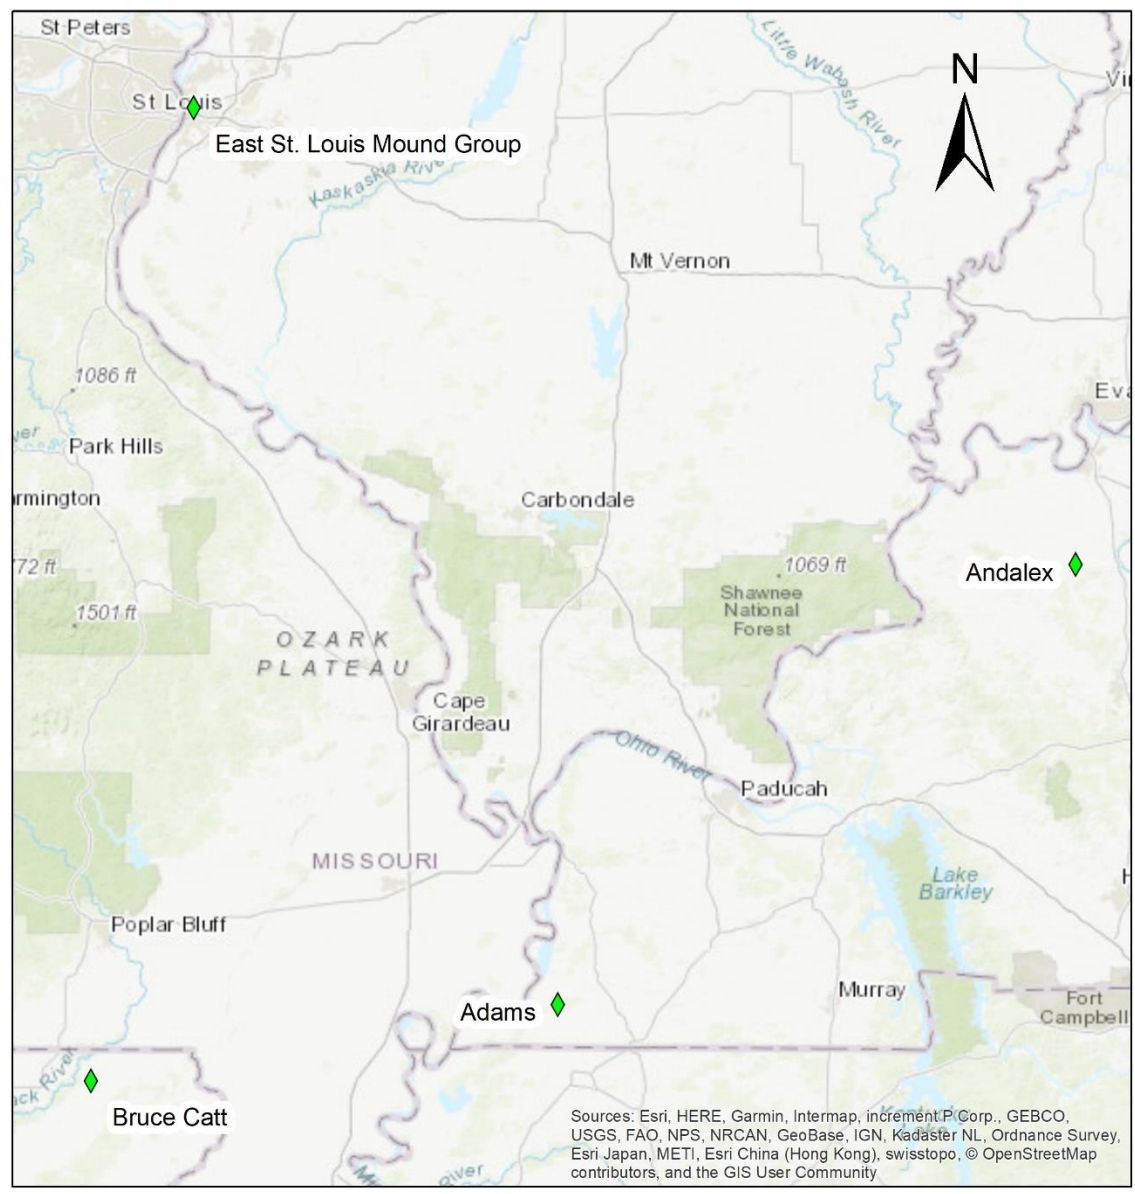 St Peters
Little Wabash River
N
St Louis
East St. Louis Mound Group
Kaskaskia River
Mt Vernon
1086 ft
Park Hills
Carbondale
1069 ft
Andalex
Shawnee
National
Forest
1501 ft
OZARK
PLATEAU
Cape
Girardeau
Ohio River
Paducah
MISSOURI
Lake
Barkley
Poplar Bluff
Murray
Adams
Fort
Campbell
ack River
Bruce Catt
River
Sources: Esri, HERE, Garmin, Intermap, increment P Corp., GEBCO,
USGS, FAO, NPS, NRCAN, GeoBase, IGN, Kadaster NL, Ordnance Survey,
Esri Japan, METI, Esri China (Hong Kong), swisstopo, © OpenStreetMap
contributors, and the GIS User Community